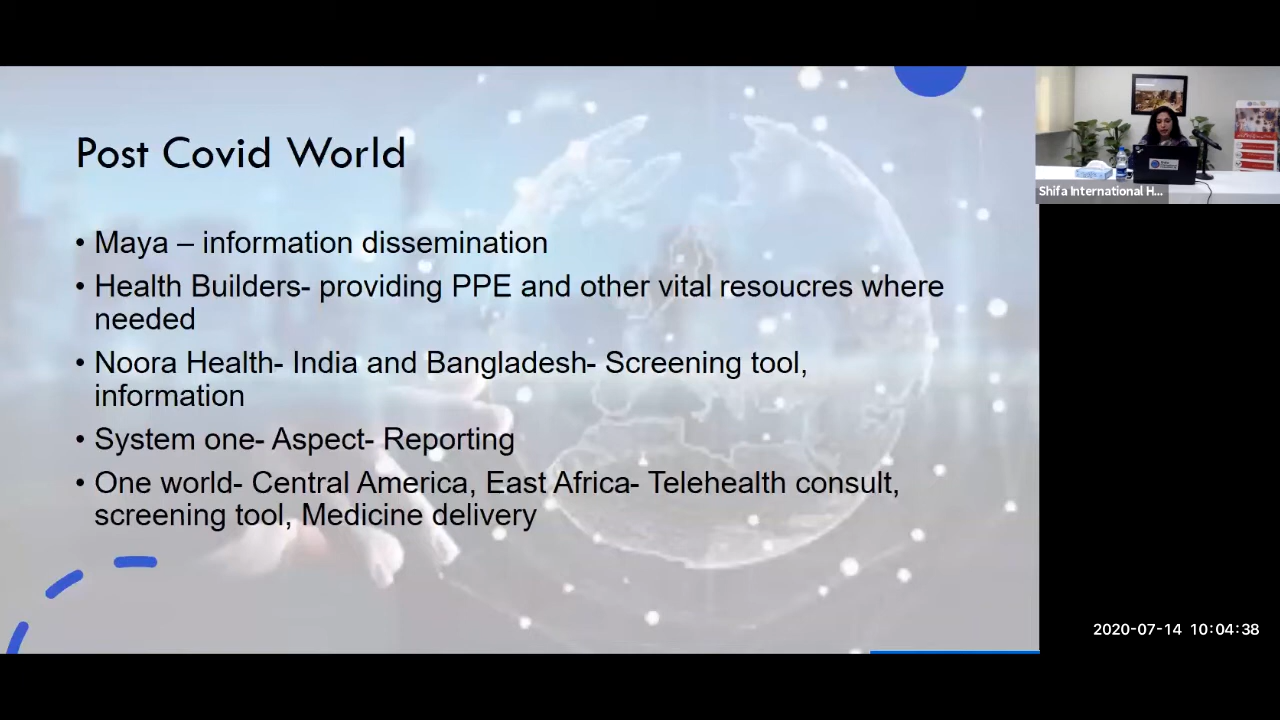 Post Covid World
• Maya – information dissemination
• Health Builders- providing PPE and other vital resoucres where
needed
• Noora Health- India and Bangladesh- Screening tool,
information
• System one- Aspect- Reporting
• One world- Central America, East Africa- Telehealth consult,
screening tool, Medicine delivery
Shifa International H...
2020-07-14 10:04:38